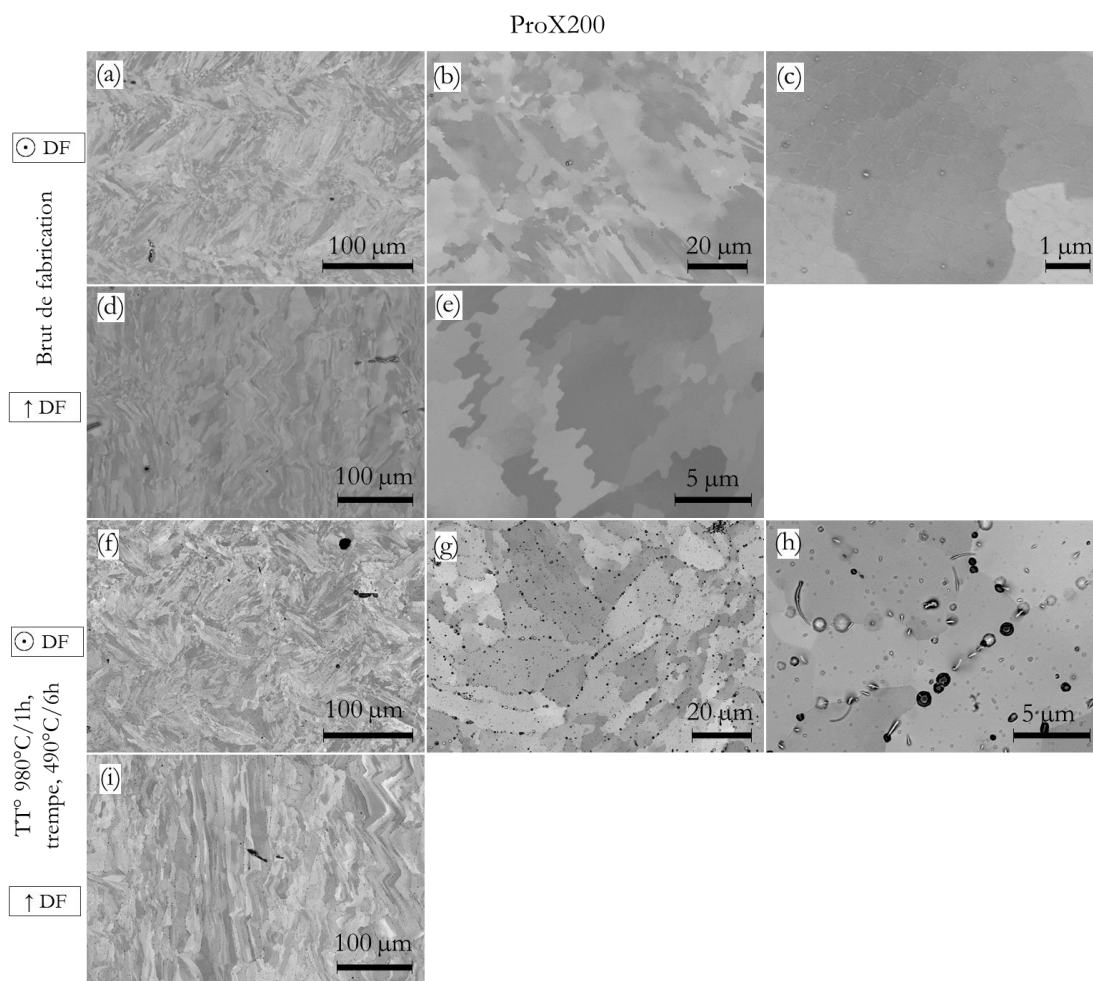 ProX200
(a)
100 µm
(b)
20 µm
(c)
1 µm
⊙ DF
Brut de fabrication
(d)
100 µm
(e)
5 µm
↑ DF
(f)
100 µm
(g)
20 µm
(h)
5 µm
⊙ DF
TT° 980°C/1h,
trempe, 490°C/6h
(i)
100 µm
↑ DF